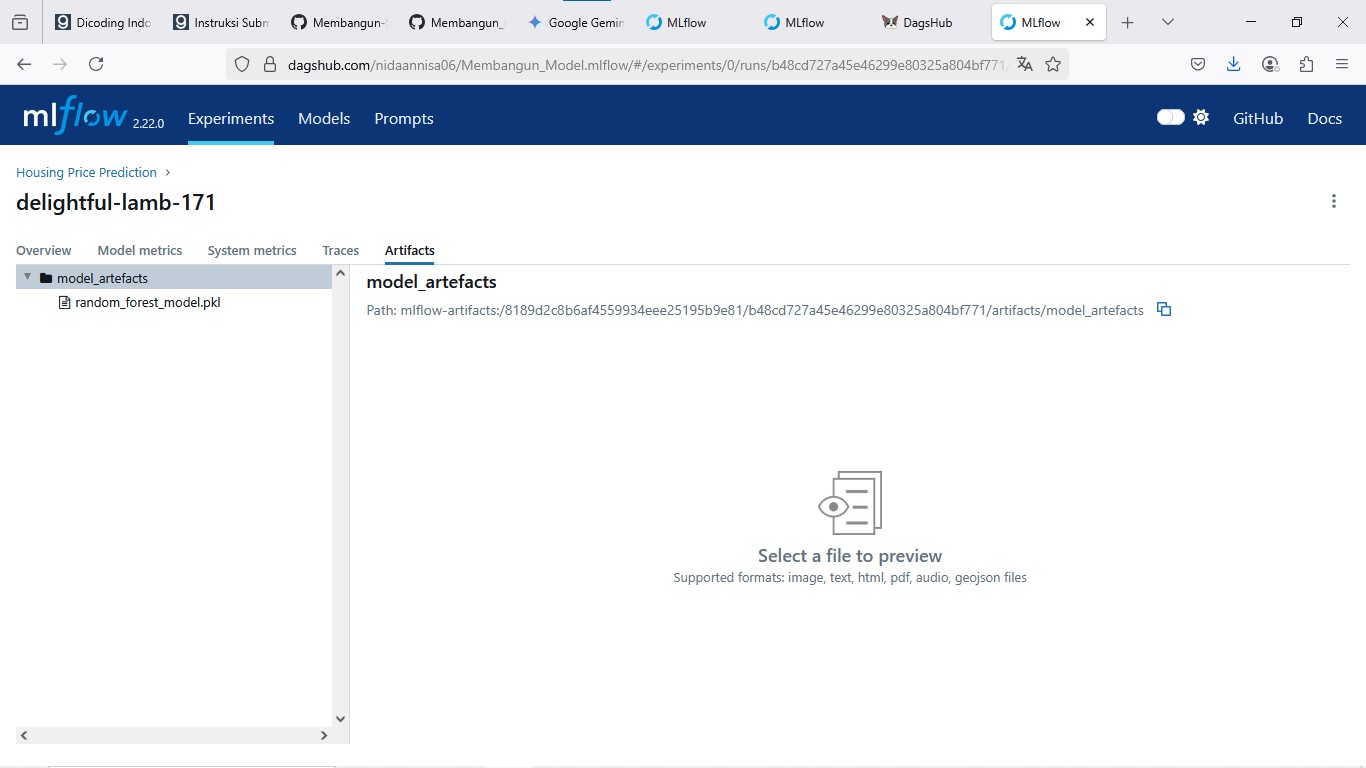 Dicoding Indo
Instruksi Subm
Membangun-S
Membangun_
Google Gemin
MLflow
MLflow
DagsHub
MLflow
dagshub.com/nidaannisa06/Membangun_Model.mlflow/#/experiments/0/runs/b48cd727a45e46299e80325a804bf771/
mlflow 2.22.0 Experiments Models Prompts GitHub Docs
Housing Price Prediction
delightful-lamb-171
Overview Model metrics System metrics Traces Artifacts
model_artefacts
random_forest_model.pkl
model_artefacts
Path: mlflow-artifacts:/8189d2c8b6af4559934eee25195b9e81/b48cd727a45e46299e80325a804bf771/artifacts/model_artefacts
Select a file to preview
Supported formats: image, text, html, pdf, audio, geojson files